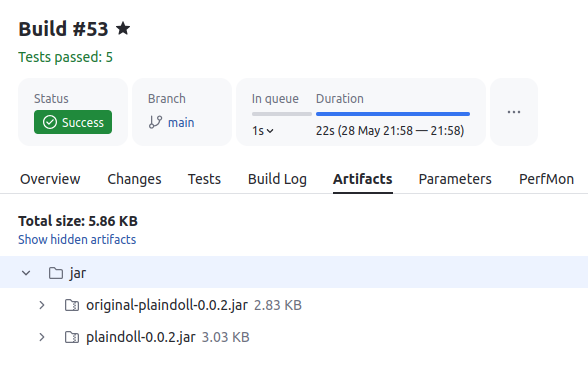 Build #53
Tests passed: 5
Status
Success
Branch
main
In queue
1s
Duration
22s (28 May 21:58 — 21:58)
...
Overview Changes Tests Build Log Artifacts Parameters PerfMon
Total size: 5.86 KB
Show hidden artifacts
jar
original-plaindoll-0.0.2.jar 2.83 KB
plaindoll-0.0.2.jar 3.03 KB